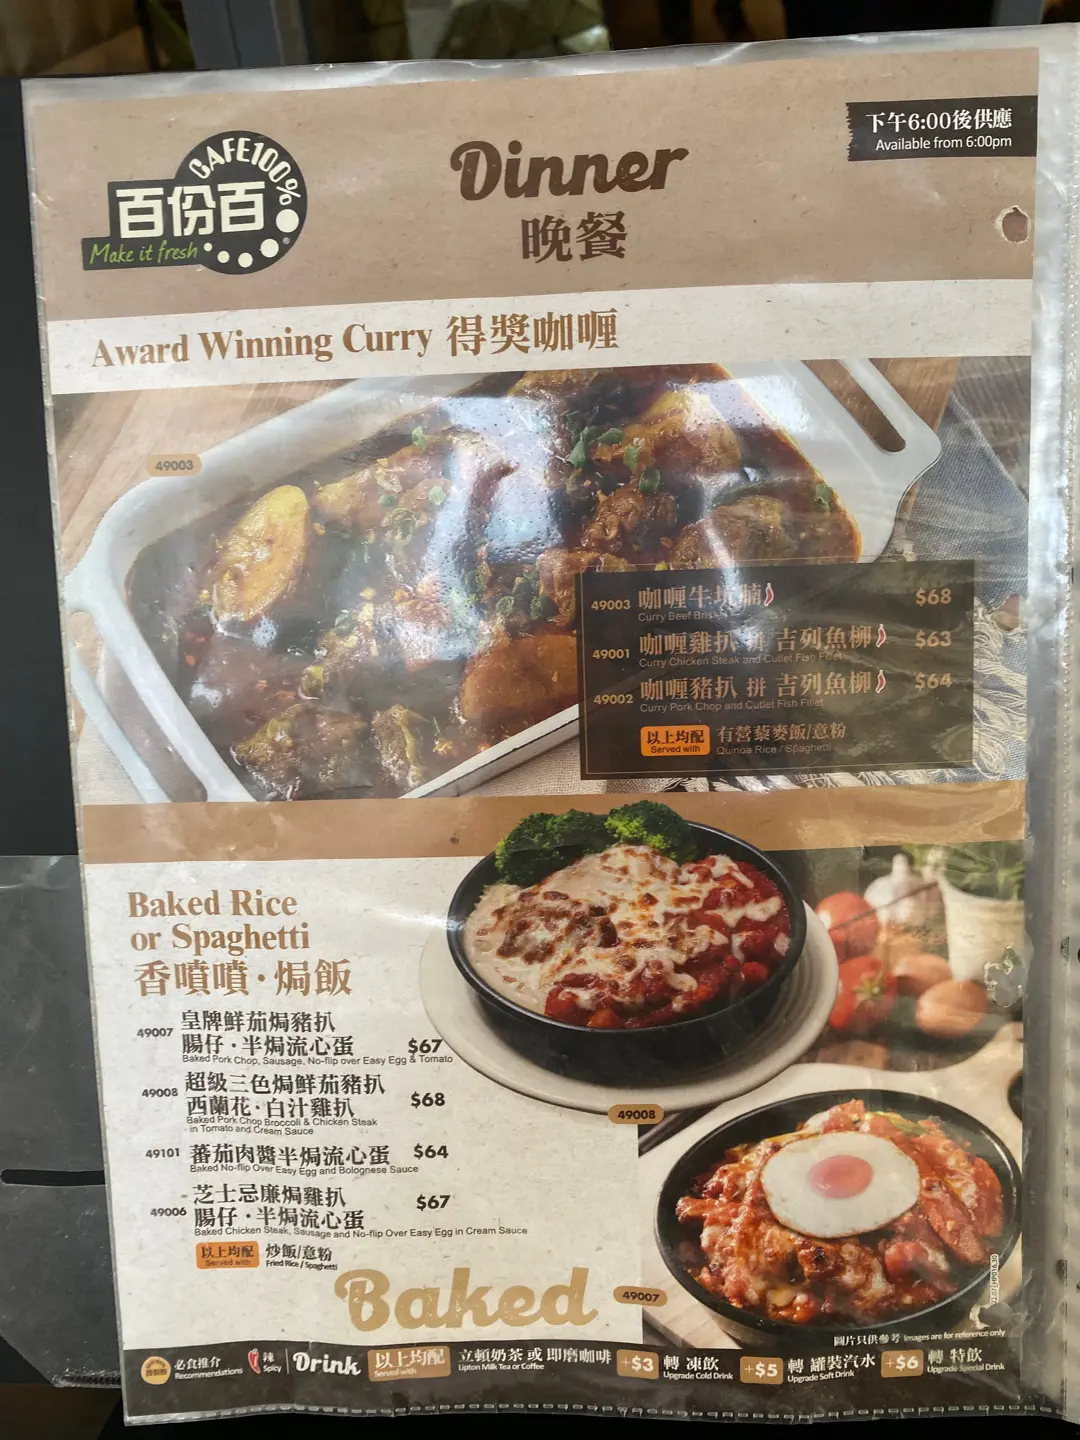 下午6:00後供應
Available from 6:00pm
CAFE100%
百份百
Make it fresh
Dinner
晚餐
Award Winning Curry 得獎咖喱
49003
49003 咖喱牛坑腩 $68
Curry Beef Brisket
49001 咖喱雞扒 拼 吉列魚柳 $63
Curry Chicken Steak and Cutlet Fish Fillet
49002 咖喱豬扒 拼 吉列魚柳 $64
Curry Pork Chop and Cutlet Fish Fillet
以上均配 有營藜麥飯/意粉
Served with Quinoa Rice / Spaghetti
Baked Rice
or Spaghetti
香噴噴·焗飯
49007 皇牌鮮茄焗豬扒
腸仔·半焗流心蛋 $67
Baked Pork Chop, Sausage, No-flip over Easy Egg & Tomato
49008 超級三色焗鮮茄豬扒
西蘭花·白汁雞扒 $68
Baked Pork Chop Broccoli & Chicken Steak
in Tomato and Cream Sauce
49101 蕃茄肉醬半焗流心蛋 $64
Baked No-flip Over Easy Egg and Bolognese Sauce
49006 芝士忌廉焗雞扒
腸仔·半焗流心蛋 $67
Baked Chicken Steak, Sausage and No-flip Over Easy Egg in Cream Sauce
以上均配 炒飯/意粉
Served with Fried Rice / Spaghetti
49008
Baked
49007
圖片只供參考 Images are for reference only
必食推介
Recommendations
辣
Spicy
Drink
以上均配
Served with
立頓奶茶 或 即磨咖啡
Lipton Milk Tea or Coffee
+$3 轉 凍飲
Upgrade Cold Drink
+$5 轉 罐裝汽水
Upgrade Soft Drink
+$6 轉 特飲
Upgrade Special Drink